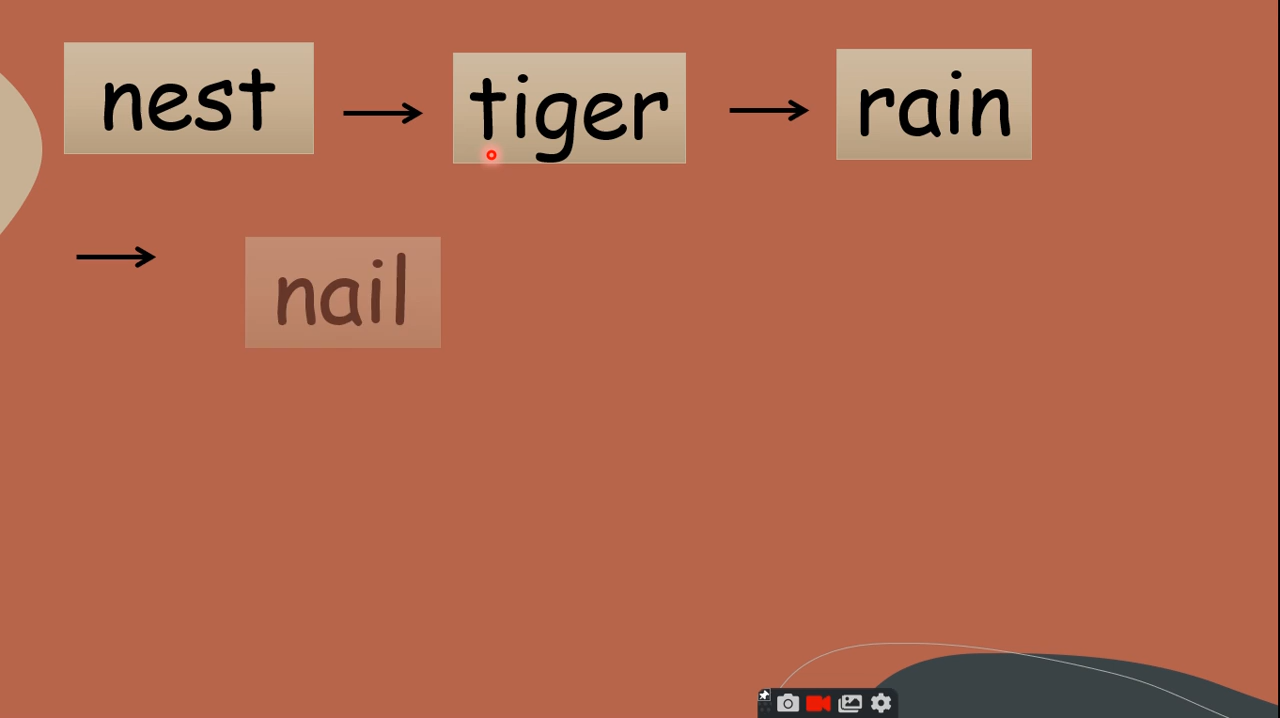 nest → tiger → rain
→ nail